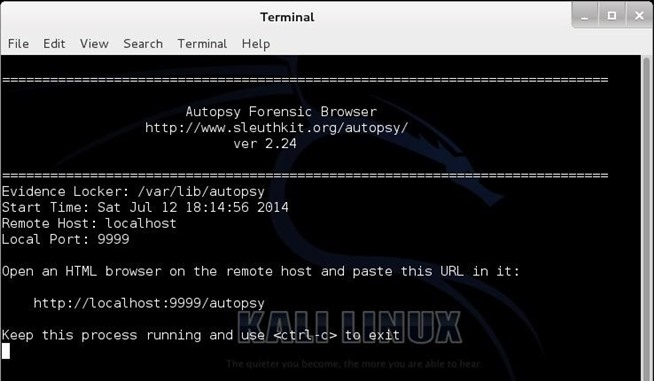 Terminal
File Edit View Search Terminal Help
============================================================================
Autopsy Forensic Browser
http://www.sleuthkit.org/autopsy/
ver 2.24
============================================================================
Evidence Locker: /var/lib/autopsy
Start Time: Sat Jul 12 18:14:56 2014
Remote Host: localhost
Local Port: 9999
Open an HTML browser on the remote host and paste this URL in it:
http://localhost:9999/autopsy
KALI LINUX
Keep this process running and use <ctrl-c> to exit
The quieter you become, the more you are able to hear